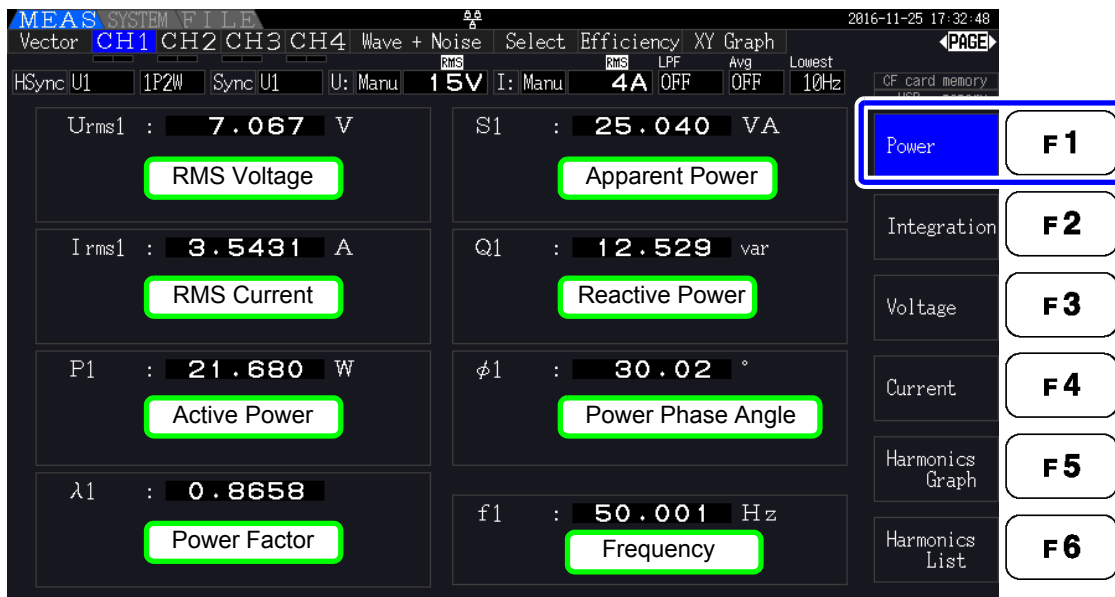 MEAS SYSTEM FILE 2016-11-25 17:32:48
Vector CH1 CH2 CH3 CH4 Wave + Noise Select Efficiency XY Graph PAGE
RMS RMS LPF Avg Lowest
HSync U1 1P2W Sync U1 U: Manu 15V I: Manu 4A OFF OFF 10Hz
CF card memory
Urms1 : 7.067 V
RMS Voltage
S1 : 25.040 VA
Apparent Power
Irms1 : 3.5431 A
RMS Current
Q1 : 12.529 var
Reactive Power
P1 : 21.680 W
Active Power
φ1 : 30.02 °
Power Phase Angle
λ1 : 0.8658
Power Factor
f1 : 50.001 Hz
Frequency
Power F1
Integration F2
Voltage F3
Current F4
Harmonics
Graph F5
Harmonics
List F6